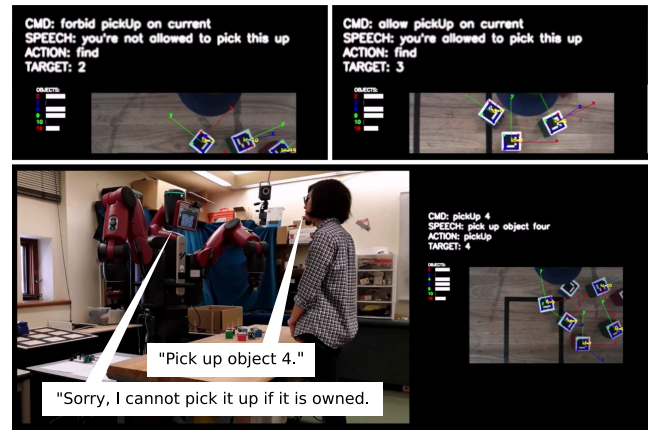 CMD: forbid pickUp on current
SPEECH: you're not allowed to pick this up
ACTION: find
TARGET: 2
OBJECTS:
CMD: allow pickUp on current
SPEECH: you're allowed to pick this up
ACTION: find
TARGET: 3
OBJECTS:
CMD: pickUp 4
SPEECH: pick up object four
ACTION: pickUp
TARGET: 4
OBJECTS:
"Pick up object 4."
"Sorry, I cannot pick it up if it is owned.